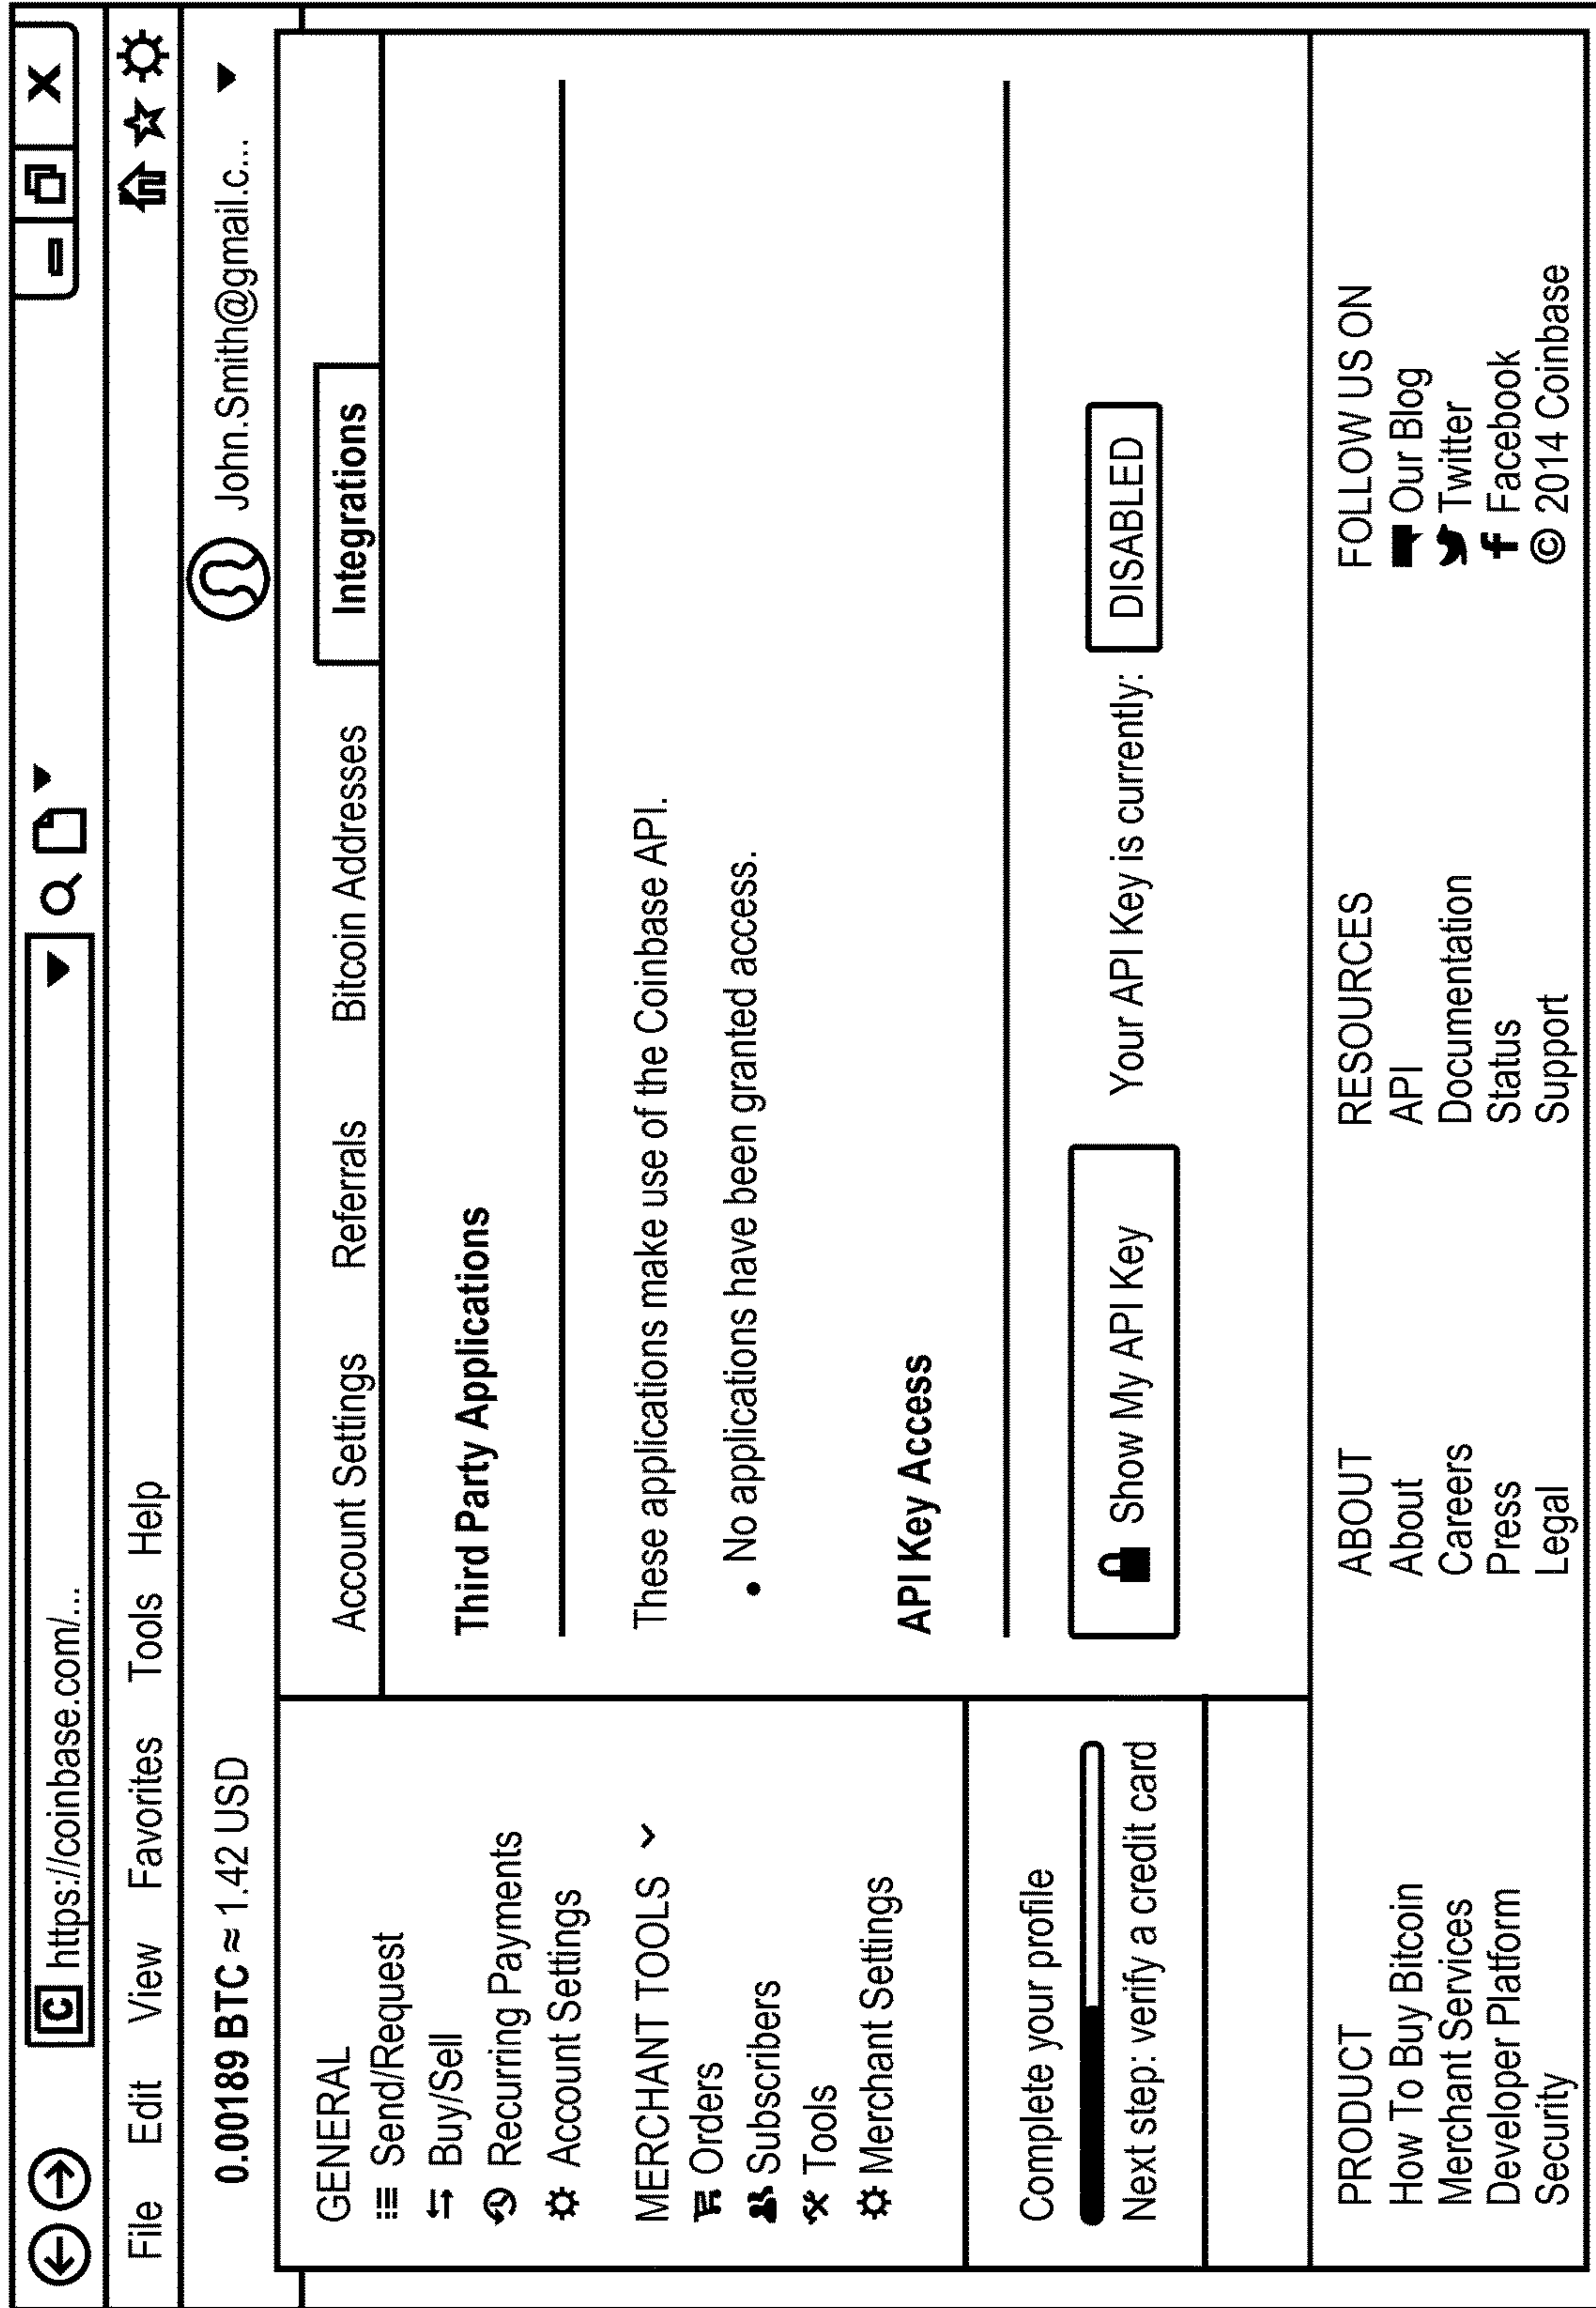 C https://coinbase.com/...
File Edit View Favorites Tools Help
0.00189 BTC ≈ 1.42 USD
John.Smith@gmail.c...
GENERAL
Send/Request
Buy/Sell
Recurring Payments
Account Settings
MERCHANT TOOLS
Orders
Subscribers
Tools
Merchant Settings
Complete your profile
Next step: verify a credit card
Account Settings Referrals Bitcoin Addresses Integrations
Third Party Applications
These applications make use of the Coinbase API.
• No applications have been granted access.
API Key Access
Show My API Key Your API Key is currently: DISABLED
PRODUCT
How To Buy Bitcoin
Merchant Services
Developer Platform
Security
ABOUT
About
Careers
Press
Legal
RESOURCES
API
Documentation
Status
Support
FOLLOW US ON
Our Blog
Twitter
f Facebook
© 2014 Coinbase